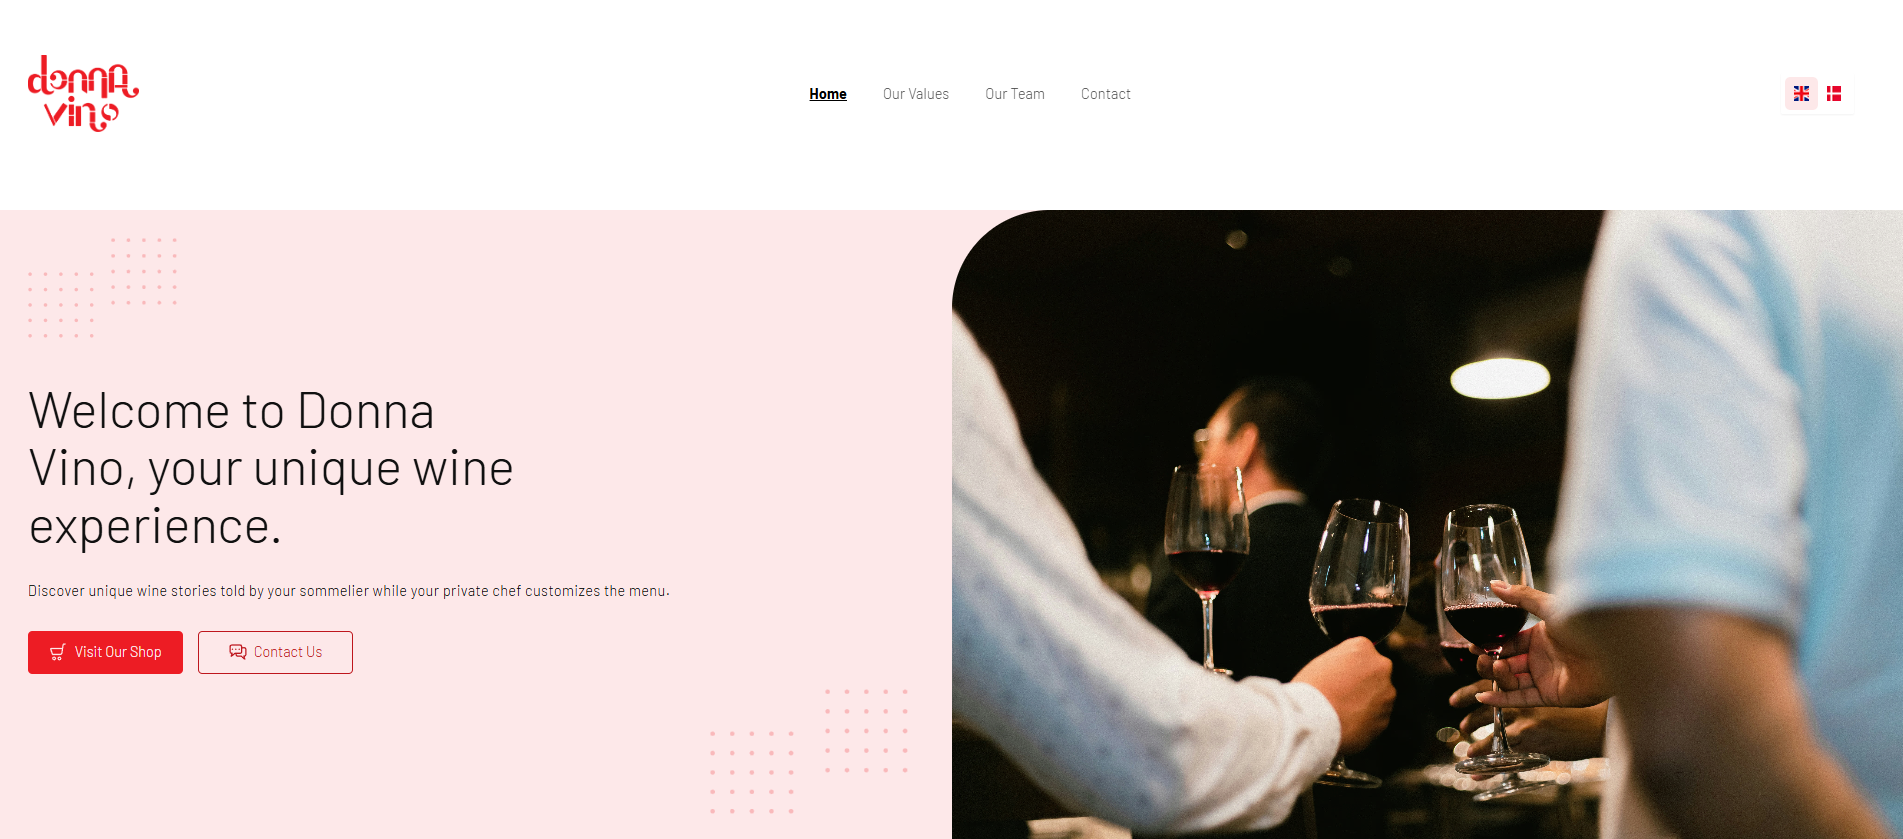 donna
vins
Home
Our Values
Our Team
Contact
Welcome to Donna
Vino, your unique wine
experience.
Discover unique wine stories told by your sommelier while your private chef customizes the menu.
Visit Our Shop
Contact Us